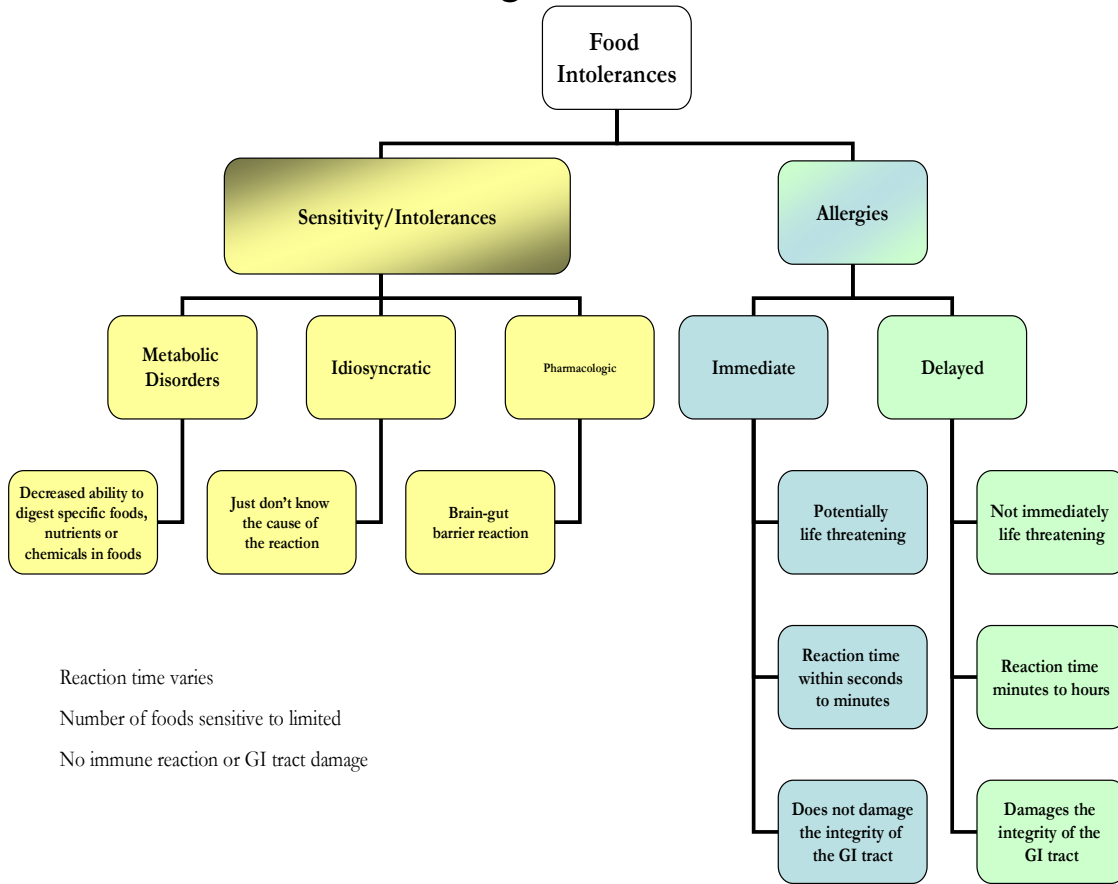 Food
Intolerances
Sensitivity/Intolerances
Allergies
Metabolic
Disorders
Idiosyncratic
Pharmacologic
Immediate
Delayed
Decreased ability to
digest specific foods,
nutrients or
chemicals in foods
Just don't know
the cause of
the reaction
Brain-gut
barrier reaction
Potentially
life threatening
Not immediately
life threatening
Reaction time
within seconds
to minutes
Reaction time
minutes to hours
Does not damage
the integrity of
the GI tract
Damages the
integrity of the
GI tract
Reaction time varies
Number of foods sensitive to limited
No immune reaction or GI tract damage